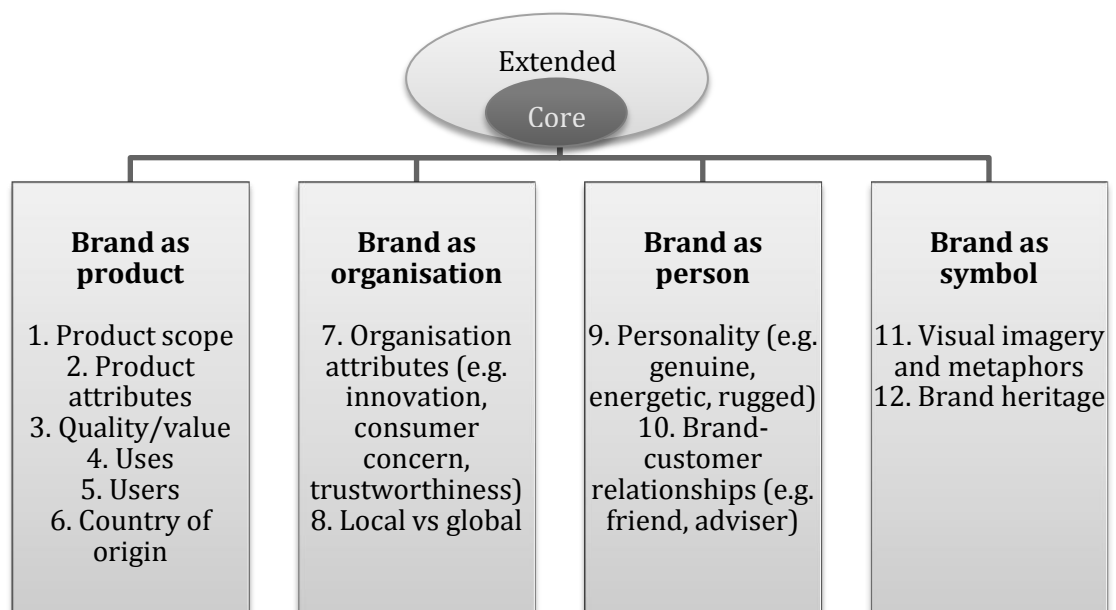 Extended
Core
Brand as
product
1. Product scope
2. Product
attributes
3. Quality/value
4. Uses
5. Users
6. Country of
origin
Brand as
organisation
7. Organisation
attributes (e.g.
innovation,
consumer
concern,
trustworthiness)
8. Local vs global
Brand as
person
9. Personality (e.g.
genuine,
energetic, rugged)
10. Brand-
customer
relationships (e.g.
friend, adviser)
Brand as
symbol
11. Visual imagery
and metaphors
12. Brand heritage